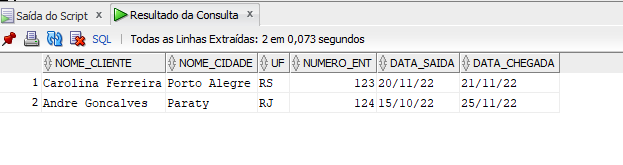 Saída do Script x Resultado da Consulta x
SQL | Todas as Linhas Extraídas: 2 em 0,073 segundos
NOME_CLIENTE NOME_CIDADE UF NUMERO_ENT DATA_SAIDA DATA_CHEGADA
1 Carolina Ferreira Porto Alegre RS 123 20/11/22 21/11/22
2 Andre Goncalves Paraty RJ 124 15/10/22 25/11/22